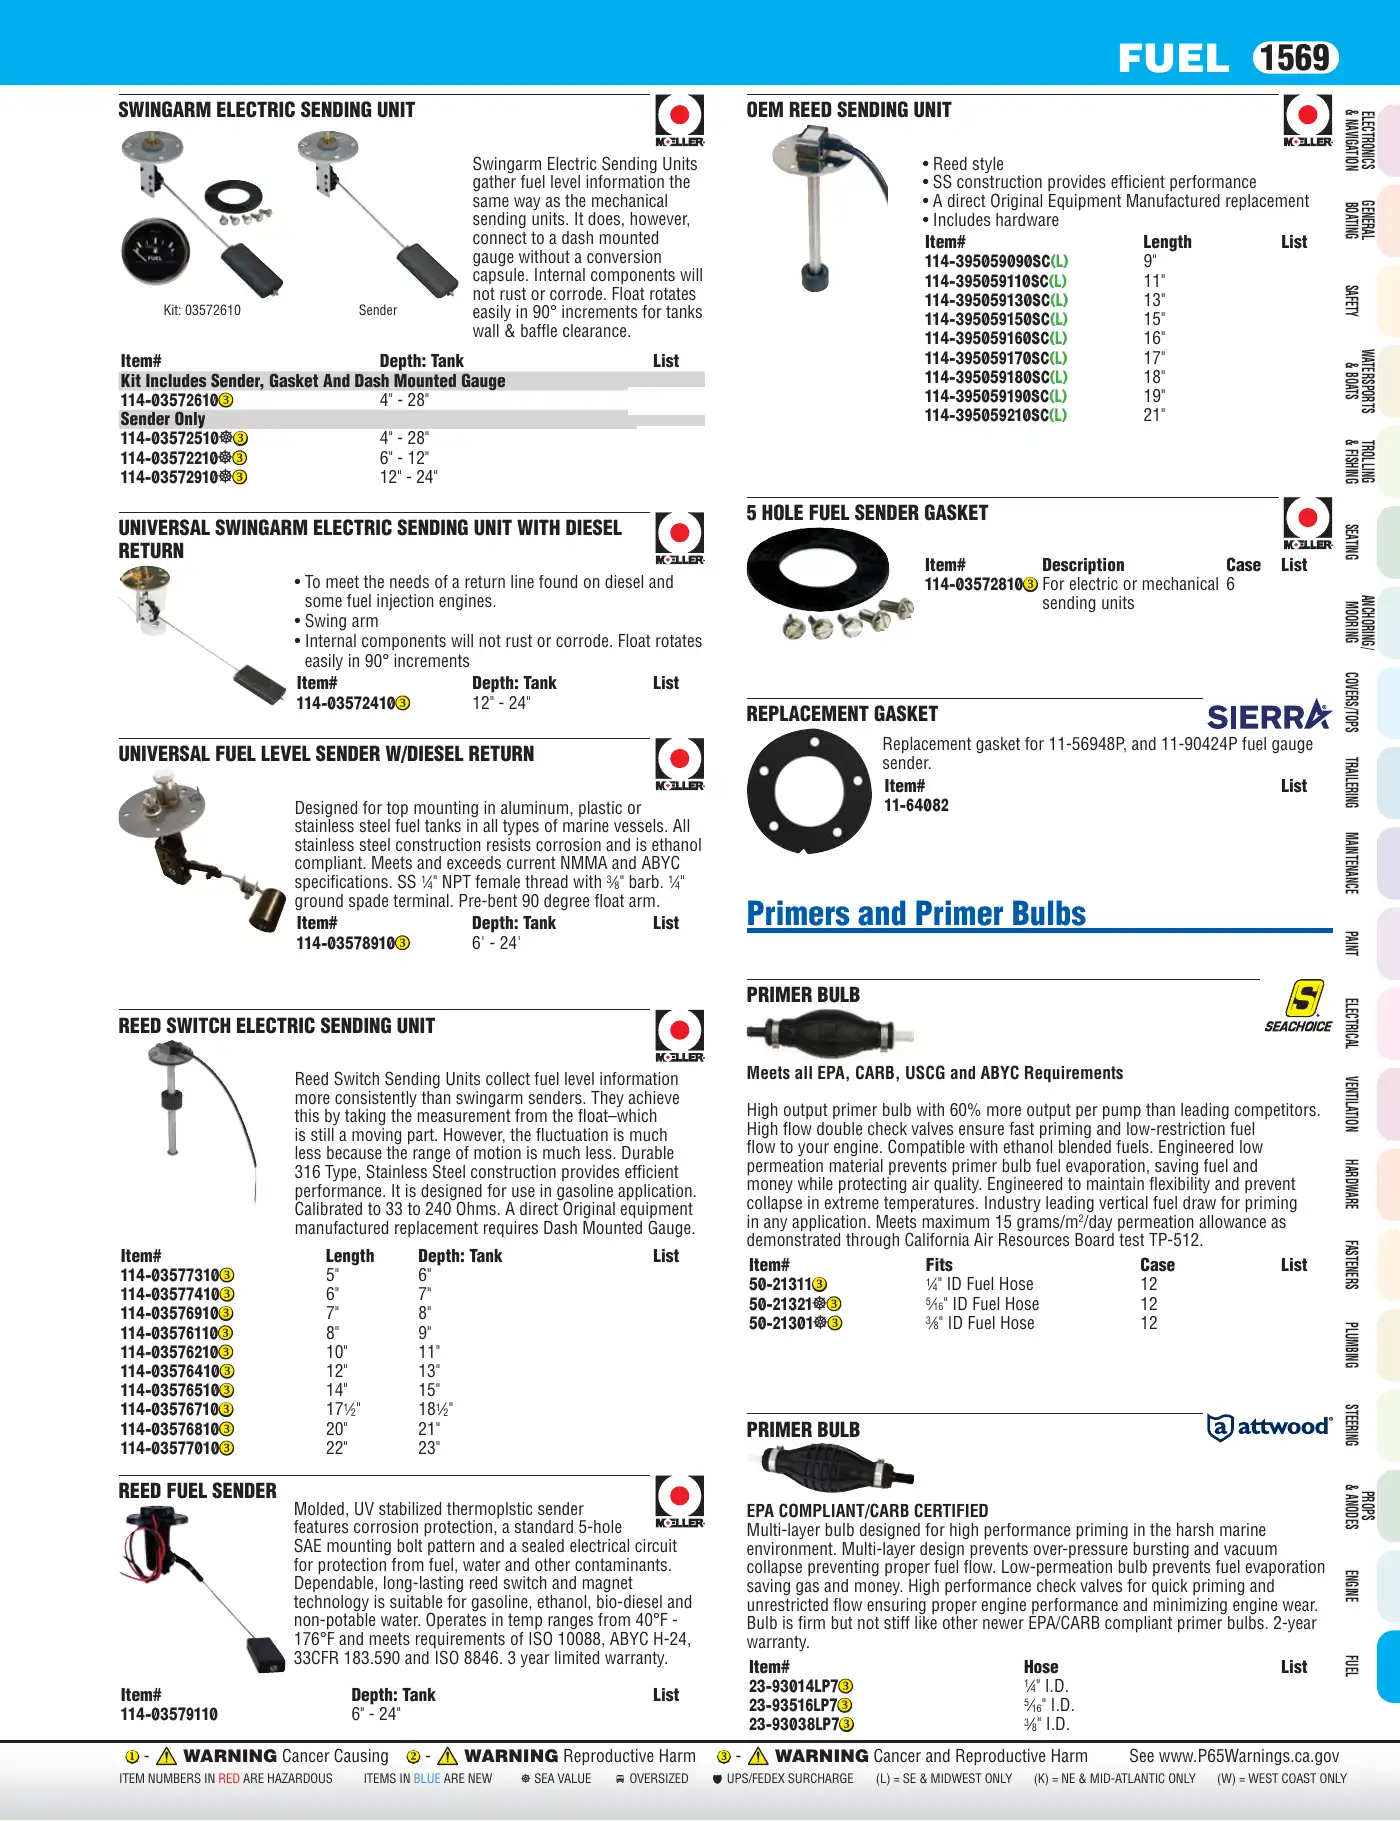 FUEL 1569
SWINGARM ELECTRIC SENDING UNIT
MOELLER
Kit: 03572610
Sender
Swingarm Electric Sending Units
gather fuel level information the
same way as the mechanical
sending units. It does, however,
connect to a dash mounted
gauge without a conversion
capsule. Internal components will
not rust or corrode. Float rotates
easily in 90° increments for tanks
wall & baffle clearance.
Item# Depth: Tank List
Kit Includes Sender, Gasket And Dash Mounted Gauge
114-03572610③ 4" - 28"
Sender Only
114-03572510☸③ 4" - 28"
114-03572210☸③ 6" - 12"
114-03572910☸③ 12" - 24"
UNIVERSAL SWINGARM ELECTRIC SENDING UNIT WITH DIESEL
RETURN
MOELLER
• To meet the needs of a return line found on diesel and
some fuel injection engines.
• Swing arm
• Internal components will not rust or corrode. Float rotates
easily in 90° increments
Item# Depth: Tank List
114-03572410③ 12" - 24"
UNIVERSAL FUEL LEVEL SENDER W/DIESEL RETURN
MOELLER
Designed for top mounting in aluminum, plastic or
stainless steel fuel tanks in all types of marine vessels. All
stainless steel construction resists corrosion and is ethanol
compliant. Meets and exceeds current NMMA and ABYC
specifications. SS ¼" NPT female thread with ⅜" barb. ¼"
ground spade terminal. Pre-bent 90 degree float arm.
Item# Depth: Tank List
114-03578910③ 6' - 24'
REED SWITCH ELECTRIC SENDING UNIT
MOELLER
Reed Switch Sending Units collect fuel level information
more consistently than swingarm senders. They achieve
this by taking the measurement from the float–which
is still a moving part. However, the fluctuation is much
less because the range of motion is much less. Durable
316 Type, Stainless Steel construction provides efficient
performance. It is designed for use in gasoline application.
Calibrated to 33 to 240 Ohms. A direct Original equipment
manufactured replacement requires Dash Mounted Gauge.
Item# Length Depth: Tank List
114-03577310③ 5" 6"
114-03577410③ 6" 7"
114-03576910③ 7" 8"
114-03576110③ 8" 9"
114-03576210③ 10" 11"
114-03576410③ 12" 13"
114-03576510③ 14" 15"
114-03576710③ 17½" 18½"
114-03576810③ 20" 21"
114-03577010③ 22" 23"
REED FUEL SENDER
MOELLER
Molded, UV stabilized thermoplstic sender
features corrosion protection, a standard 5-hole
SAE mounting bolt pattern and a sealed electrical circuit
for protection from fuel, water and other contaminants.
Dependable, long-lasting reed switch and magnet
technology is suitable for gasoline, ethanol, bio-diesel and
non-potable water. Operates in temp ranges from 40°F -
176°F and meets requirements of ISO 10088, ABYC H-24,
33CFR 183.590 and ISO 8846. 3 year limited warranty.
Item# Depth: Tank List
114-03579110 6" - 24"
OEM REED SENDING UNIT
MOELLER
• Reed style
• SS construction provides efficient performance
• A direct Original Equipment Manufactured replacement
• Includes hardware
Item# Length List
114-395059090SC(L) 9"
114-395059110SC(L) 11"
114-395059130SC(L) 13"
114-395059150SC(L) 15"
114-395059160SC(L) 16"
114-395059170SC(L) 17"
114-395059180SC(L) 18"
114-395059190SC(L) 19"
114-395059210SC(L) 21"
5 HOLE FUEL SENDER GASKET
MOELLER
Item# Description Case List
114-03572810③ For electric or mechanical 6
sending units
REPLACEMENT GASKET
SIERRA
Replacement gasket for 11-56948P, and 11-90424P fuel gauge
sender.
Item# List
11-64082
Primers and Primer Bulbs
PRIMER BULB
S SEACHOICE
Meets all EPA, CARB, USCG and ABYC Requirements
High output primer bulb with 60% more output per pump than leading competitors.
High flow double check valves ensure fast priming and low-restriction fuel
flow to your engine. Compatible with ethanol blended fuels. Engineered low
permeation material prevents primer bulb fuel evaporation, saving fuel and
money while protecting air quality. Engineered to maintain flexibility and prevent
collapse in extreme temperatures. Industry leading vertical fuel draw for priming
in any application. Meets maximum 15 grams/m²/day permeation allowance as
demonstrated through California Air Resources Board test TP-512.
Item# Fits Case List
50-21311③ ¼" ID Fuel Hose 12
50-21321☸③ 5⁄16" ID Fuel Hose 12
50-21301☸③ ⅜" ID Fuel Hose 12
PRIMER BULB
a attwood®
EPA COMPLIANT/CARB CERTIFIED
Multi-layer bulb designed for high performance priming in the harsh marine
environment. Multi-layer design prevents over-pressure bursting and vacuum
collapse preventing proper fuel flow. Low-permeation bulb prevents fuel evaporation
saving gas and money. High performance check valves for quick priming and
unrestricted flow ensuring proper engine performance and minimizing engine wear.
Bulb is firm but not stiff like other newer EPA/CARB compliant primer bulbs. 2-year
warranty.
Item# Hose List
23-93014LP7③ ¼" I.D.
23-93516LP7③ 5⁄16" I.D.
23-93038LP7③ ⅜" I.D.
ELECTRONICS
& NAVIGATION
GENERAL
BOATING
SAFETY
WATERSPORTS
& BOATS
TROLLING
& FISHING
SEATING
ANCHORING/
MOORING
COVERS/TOPS
TRAILERING
MAINTENANCE
PAINT
ELECTRICAL
VENTILATION
HARDWARE
FASTENERS
PLUMBING
STEERING
PROPS
& ANODES
ENGINE
FUEL
① - ⚠ WARNING Cancer Causing ② - ⚠ WARNING Reproductive Harm ③ - ⚠ WARNING Cancer and Reproductive Harm See www.P65Warnings.ca.gov
ITEM NUMBERS IN RED ARE HAZARDOUS ITEMS IN BLUE ARE NEW ☸ SEA VALUE OVERSIZED UPS/FEDEX SURCHARGE (L) = SE & MIDWEST ONLY (K) = NE & MID-ATLANTIC ONLY (W) = WEST COAST ONLY